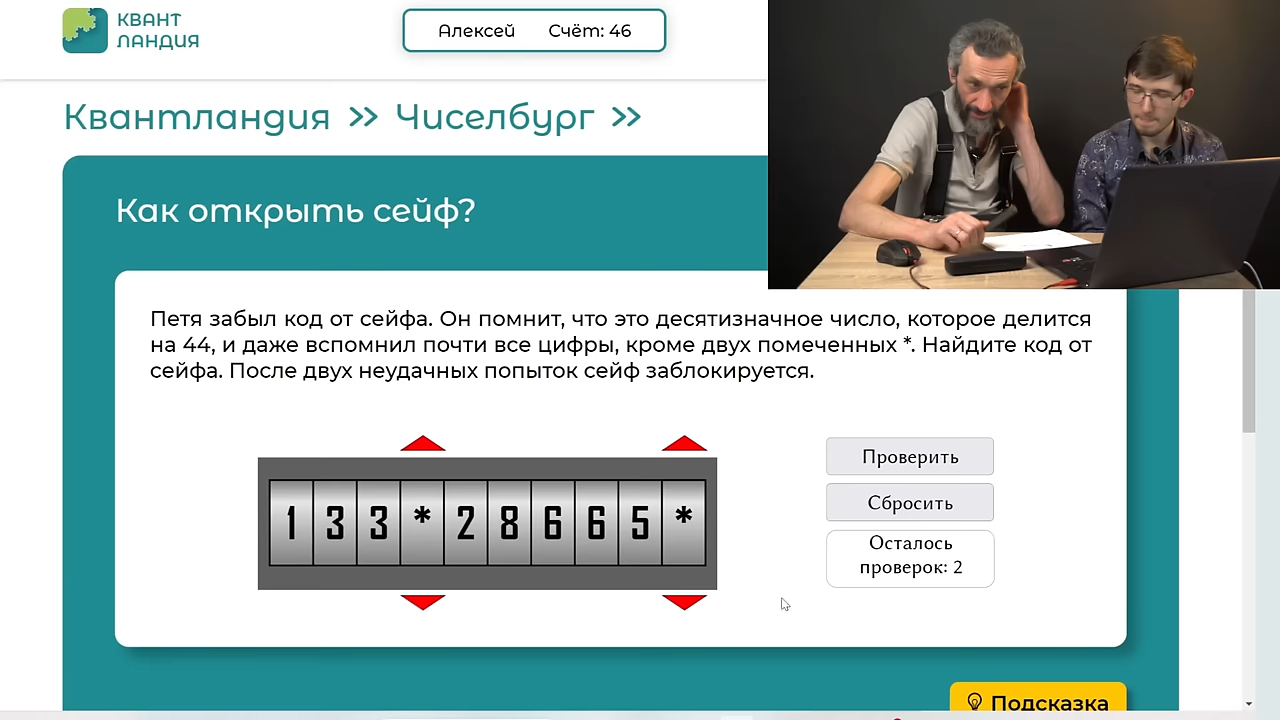 КВАНТ
ЛАНДИЯ
Алексей Счёт: 46
Квантландия >> Чиселбург >>
Как открыть сейф?
Петя забыл код от сейфа. Он помнит, что это десятизначное число, которое делится
на 44, и даже вспомнил почти все цифры, кроме двух помеченных *. Найдите код от
сейфа. После двух неудачных попыток сейф заблокируется.
1 3 3 * 2 8 6 6 5 *
Проверить
Сбросить
Осталось
проверок: 2
Подсказка